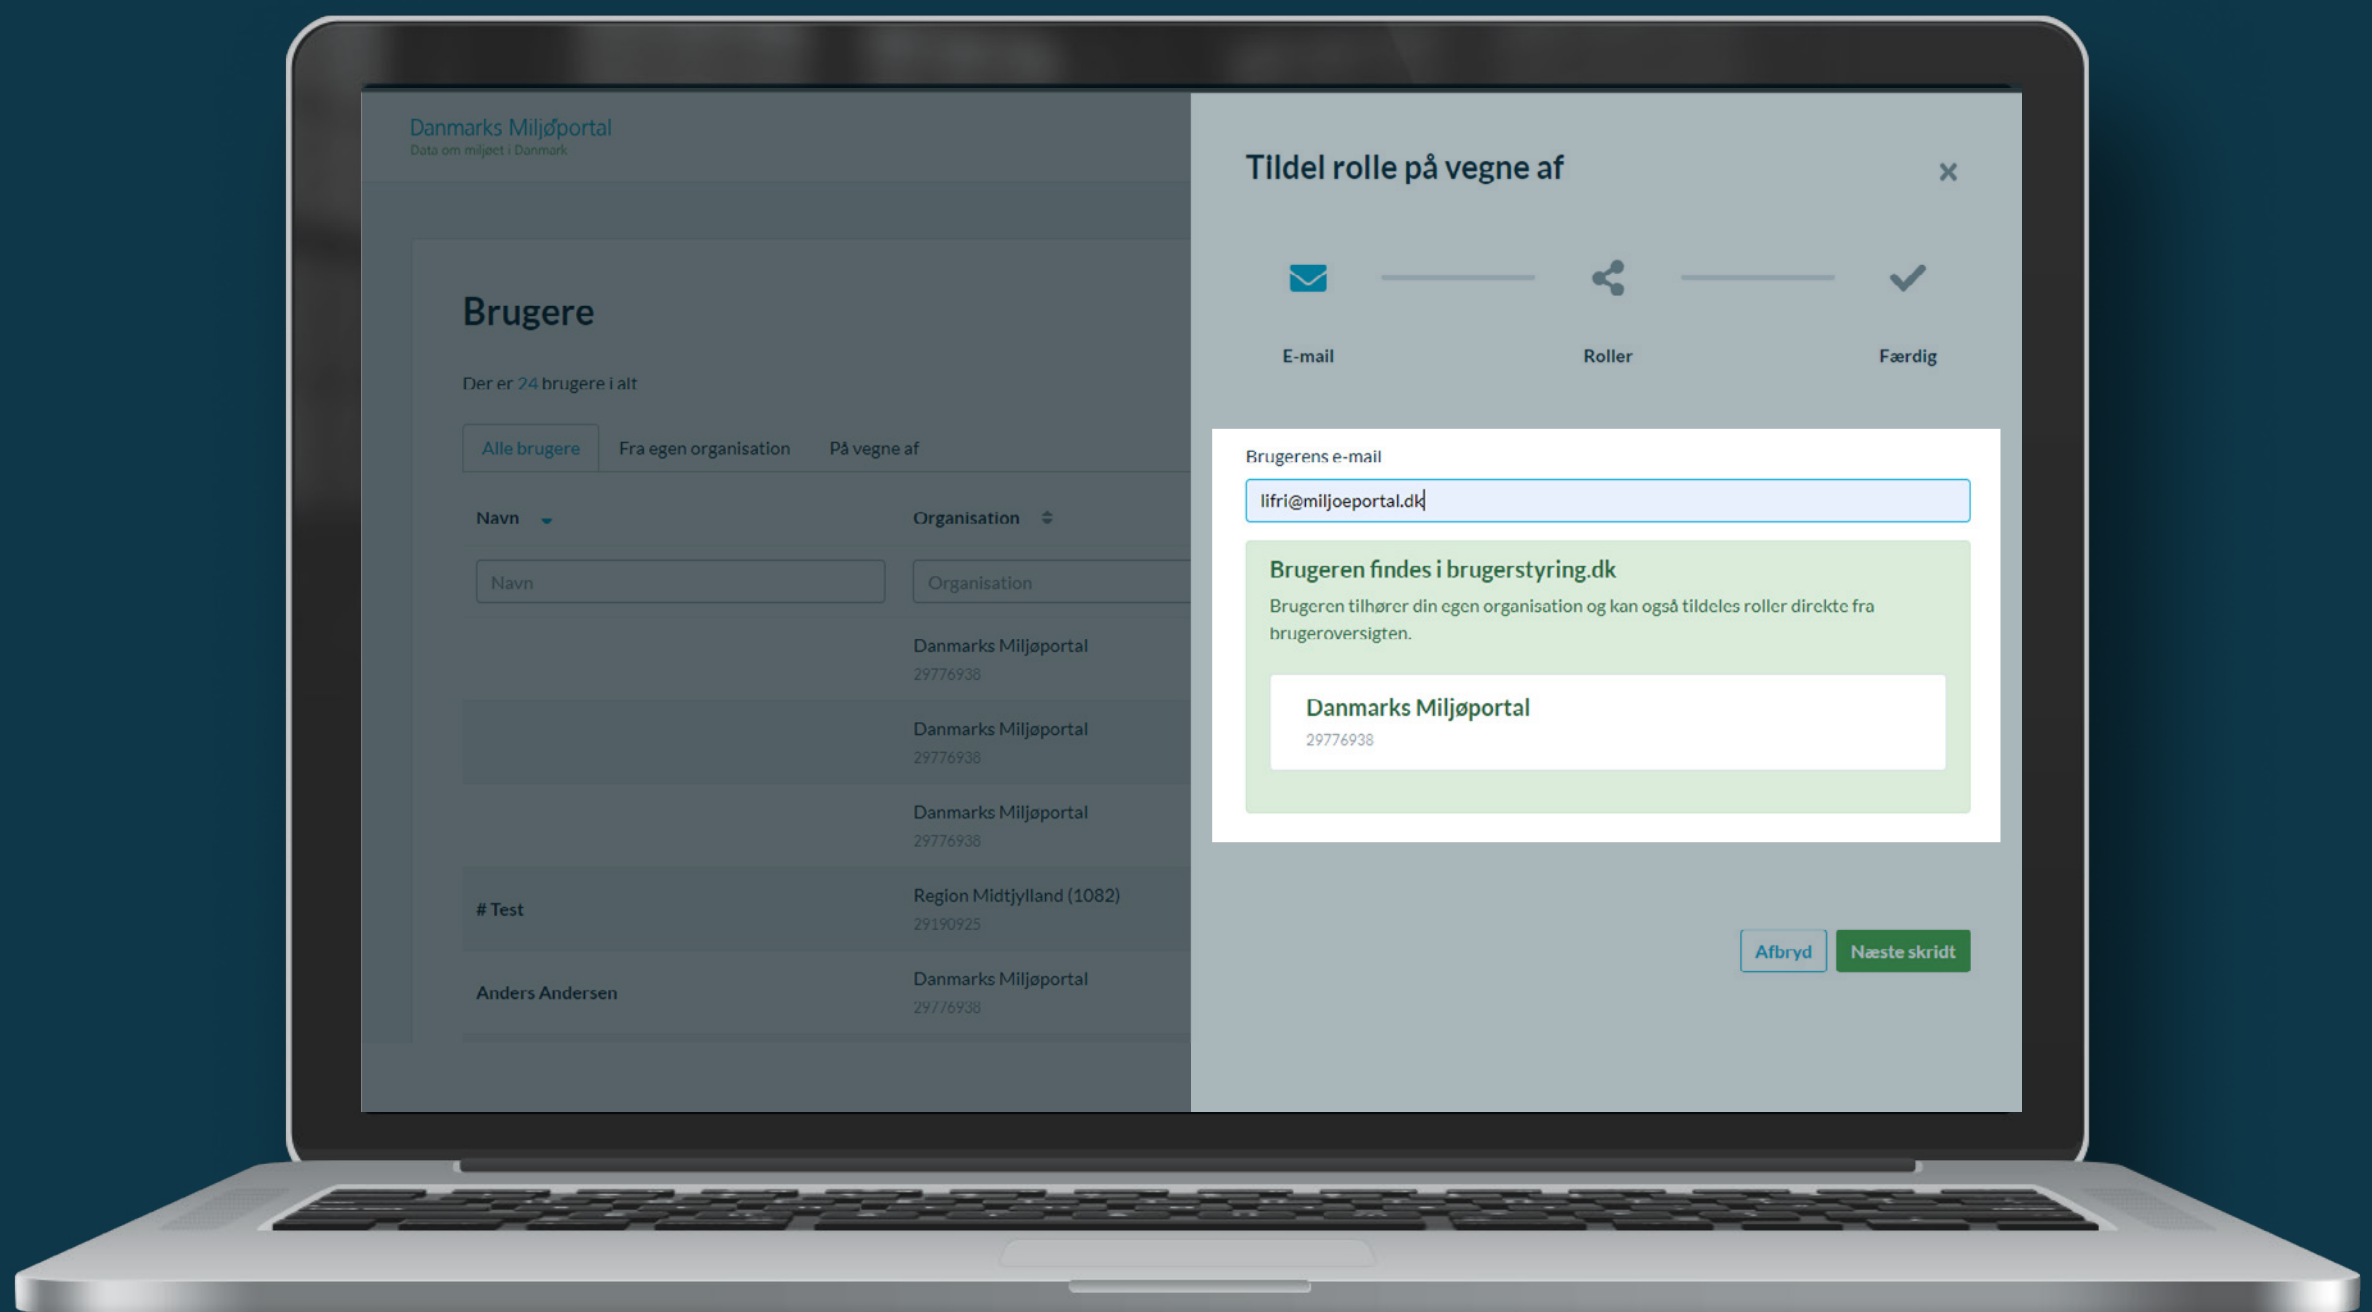 Danmarks Miljøportal
Data om miljøet i Danmark
Brugere
Der er 24 brugere i alt
Alle brugere Fra egen organisation På vegne af
Navn Organisation
Navn Organisation
Danmarks Miljøportal
29776938
Danmarks Miljøportal
29776938
Danmarks Miljøportal
29776938
# Test
Region Midtjylland (1082)
29190925
Anders Andersen
Danmarks Miljøportal
29776938
Tildel rolle på vegne af
E-mail Roller Færdig
Brugerens e-mail
lifri@miljoeportal.dk
Brugeren findes i brugerstyring.dk
Brugeren tilhører din egen organisation og kan også tildeles roller direkte fra
brugeroversigten.
Danmarks Miljøportal
29776938
Afbryd Næste skridt